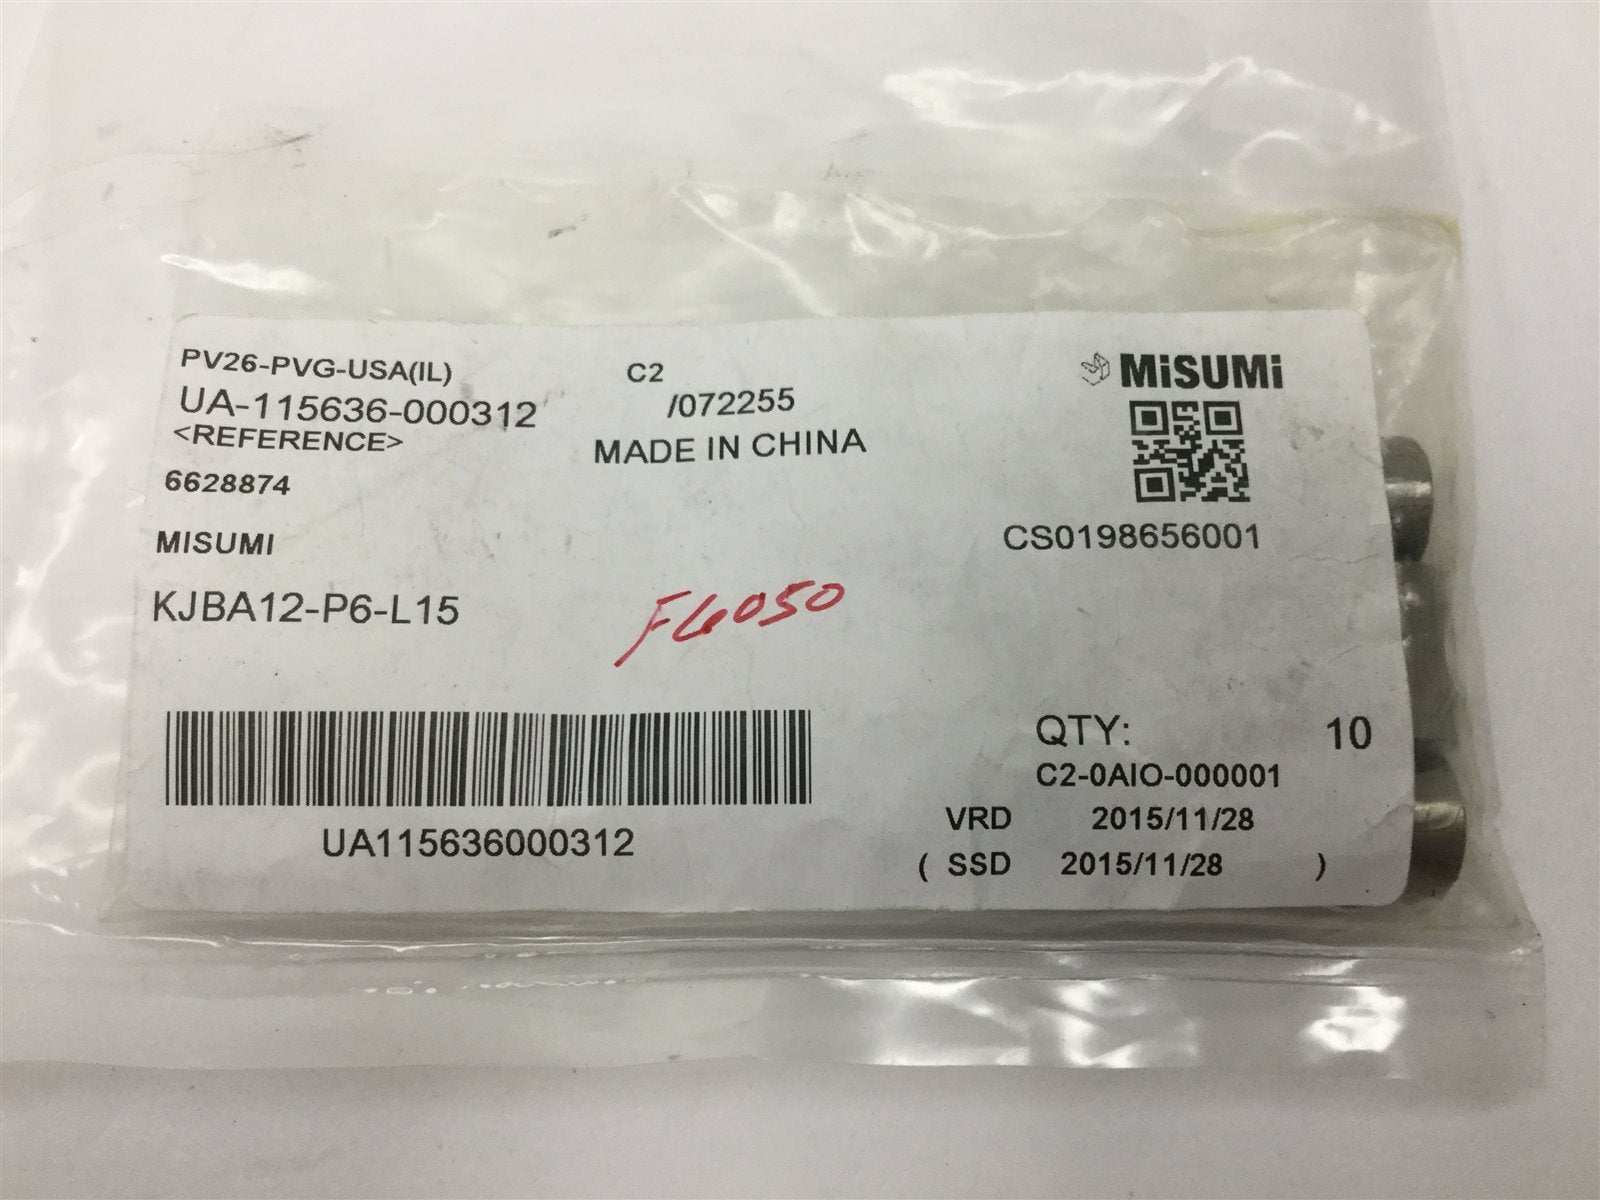 PV26-PVG-USA(IL)
C2
MiSUMi
UA-115636-000312
/072255
<REFERENCE>
MADE IN CHINA
6628874
CS0198656001
MISUMI
KJBA12-P6-L15
F6050
QTY: 10
C2-0AIO-000001
VRD 2015/11/28
( SSD 2015/11/28 )
UA115636000312